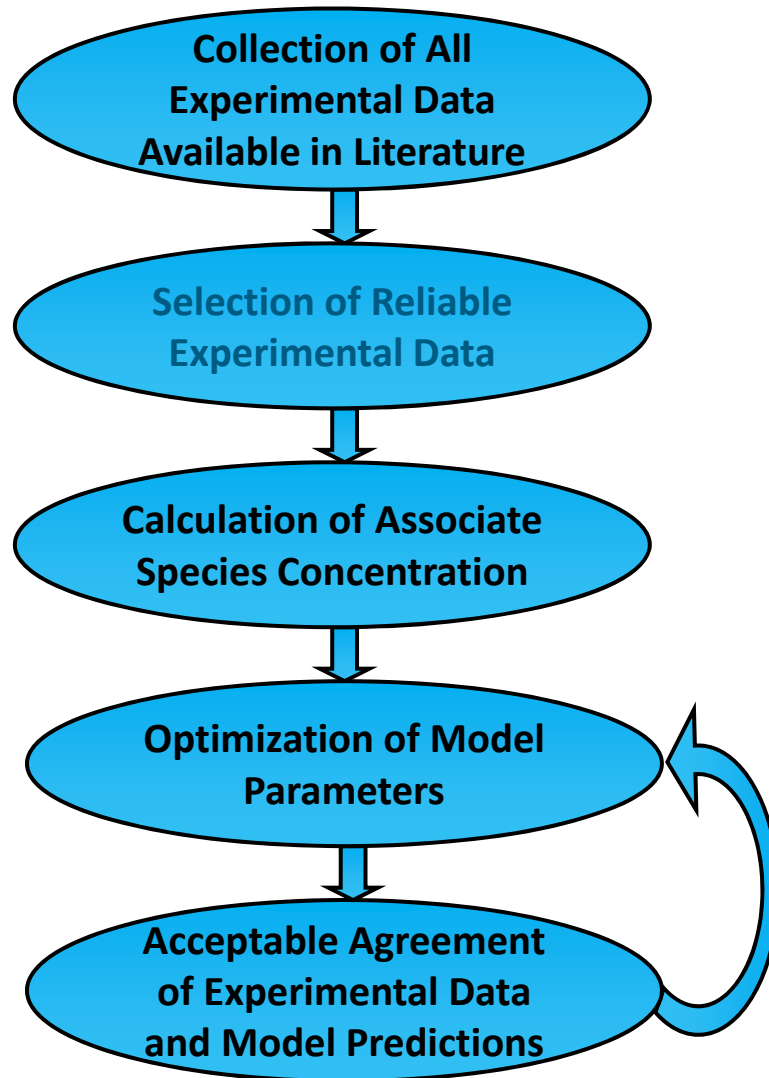 Collection of All
Experimental Data
Available in Literature
Selection of Reliable
Experimental Data
Calculation of Associate
Species Concentration
Optimization of Model
Parameters
Acceptable Agreement
of Experimental Data
and Model Predictions